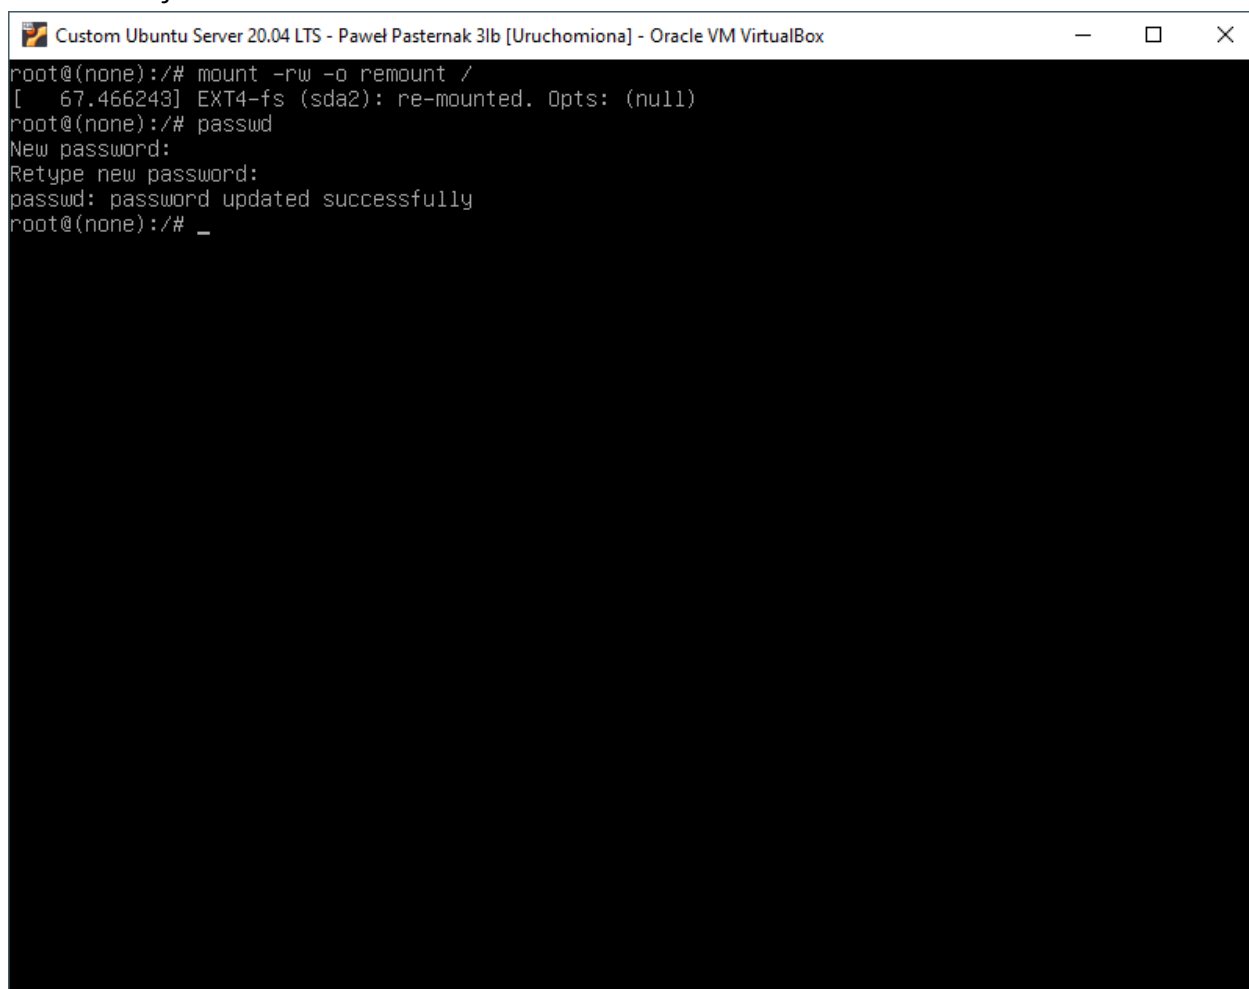 Custom Ubuntu Server 20.04 LTS - Paweł Pasternak 3lb [Uruchomiona] - Oracle VM VirtualBox
root@(none):/# mount -rw -o remount /
[   67.466243] EXT4-fs (sda2): re-mounted. Opts: (null)
root@(none):/# passwd
New password:
Retype new password:
passwd: password updated successfully
root@(none):/# _